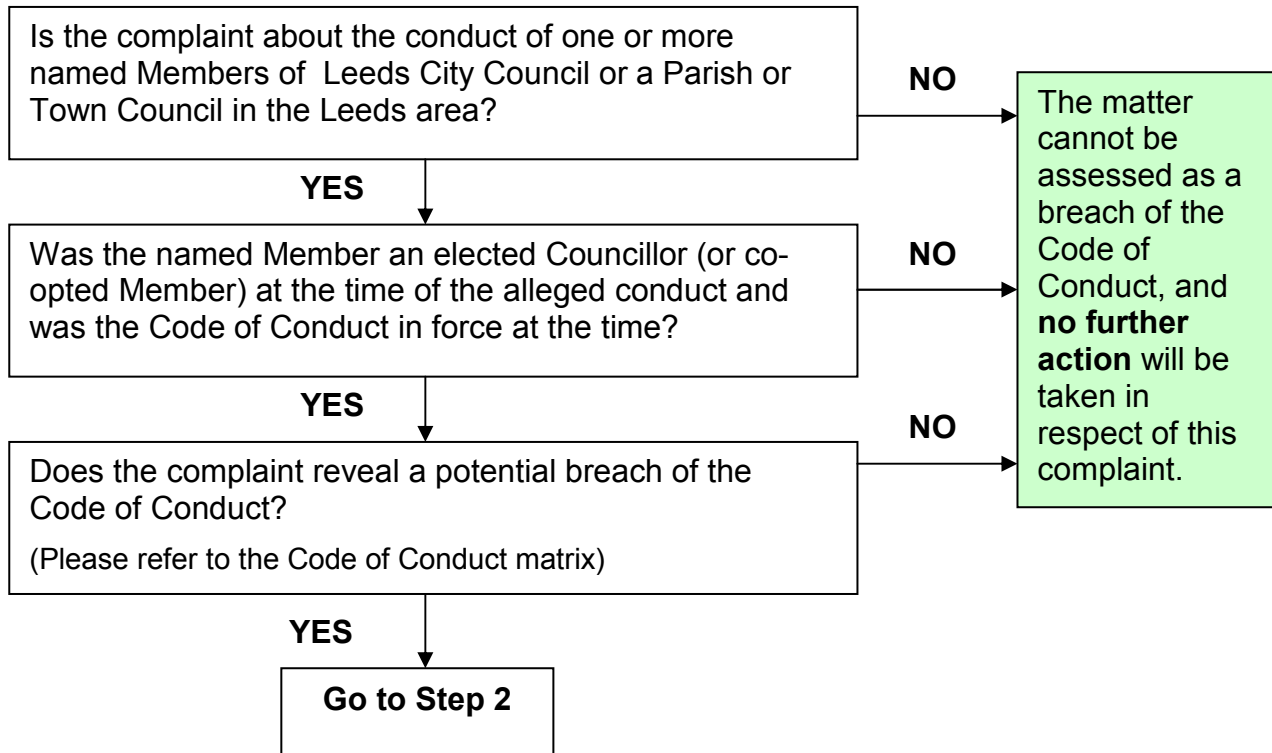 Is the complaint about the conduct of one or more
named Members of  Leeds City Council or a Parish or
Town Council in the Leeds area?
NO
YES
Was the named Member an elected Councillor (or co-
opted Member) at the time of the alleged conduct and
was the Code of Conduct in force at the time?
NO
YES
Does the complaint reveal a potential breach of the
Code of Conduct?
(Please refer to the Code of Conduct matrix)
NO
YES
Go to Step 2
The matter
cannot be
assessed as a
breach of the
Code of
Conduct, and
no further
action will be
taken in
respect of this
complaint.